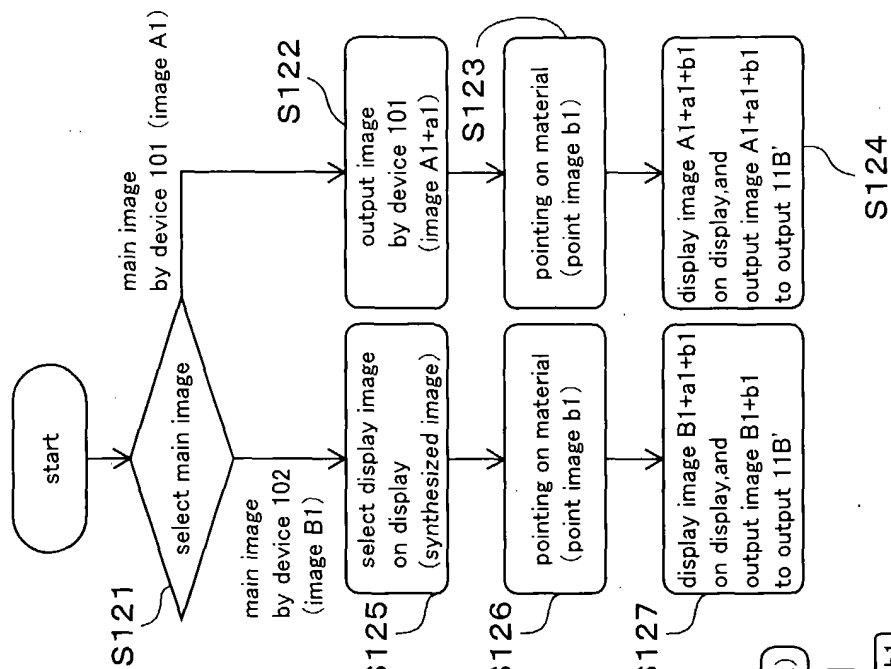 start
S121
select main image
main image
by device 101 (image A1)
main image
by device 102
(image B1)
S122
output image
by device 101
(image A1+a1)
S123
pointing on material
(point image b1)
display image A1+a1+b1
on display,and
output image A1+a1+b1
to output 11B'
S124
S125
select display image
on display
(synthesized image)
S126
pointing on material
(point image b1)
S127
display image B1+a1+b1
on display,and
output image B1+b1
to output 11B'